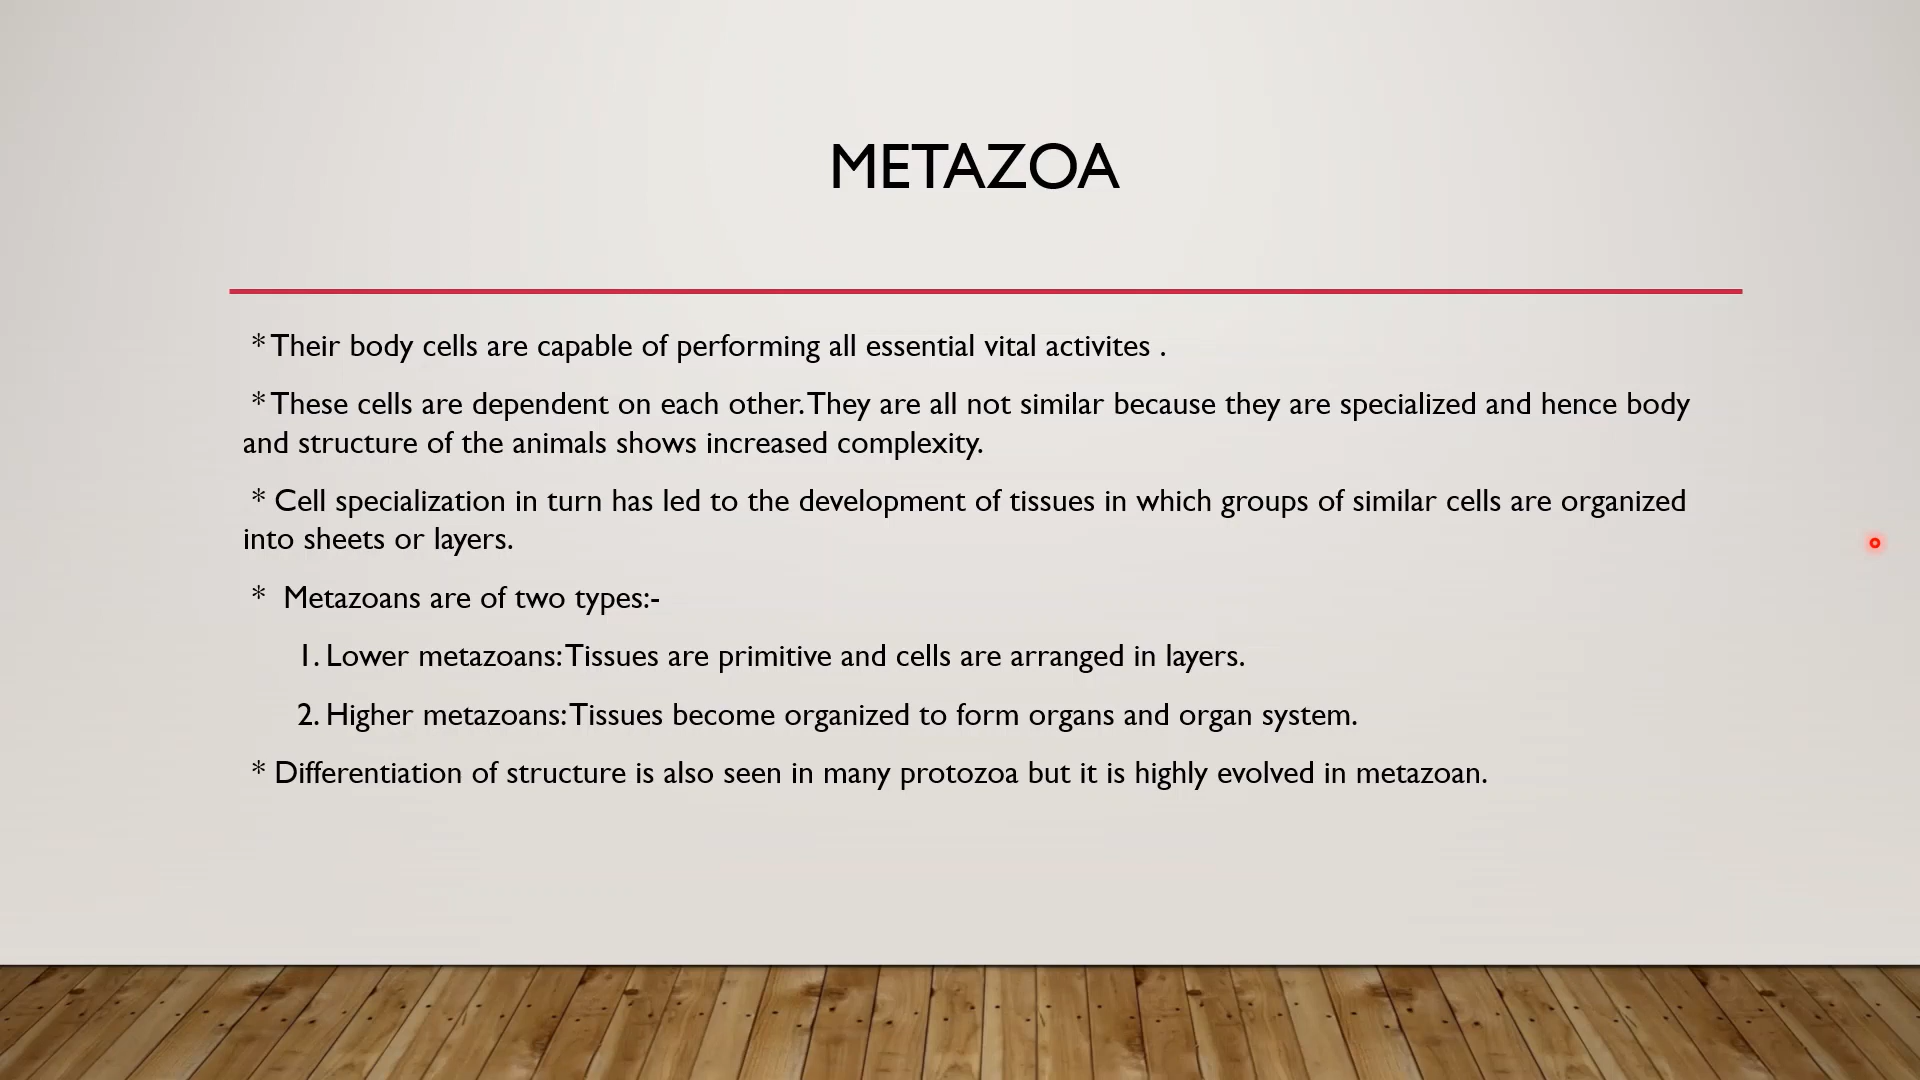 METAZOA
* Their body cells are capable of performing all essential vital activites .
* These cells are dependent on each other. They are all not similar because they are specialized and hence body
and structure of the animals shows increased complexity.
* Cell specialization in turn has led to the development of tissues in which groups of similar cells are organized
into sheets or layers.
* Metazoans are of two types:-
1. Lower metazoans: Tissues are primitive and cells are arranged in layers.
2. Higher metazoans: Tissues become organized to form organs and organ system.
* Differentiation of structure is also seen in many protozoa but it is highly evolved in metazoan.